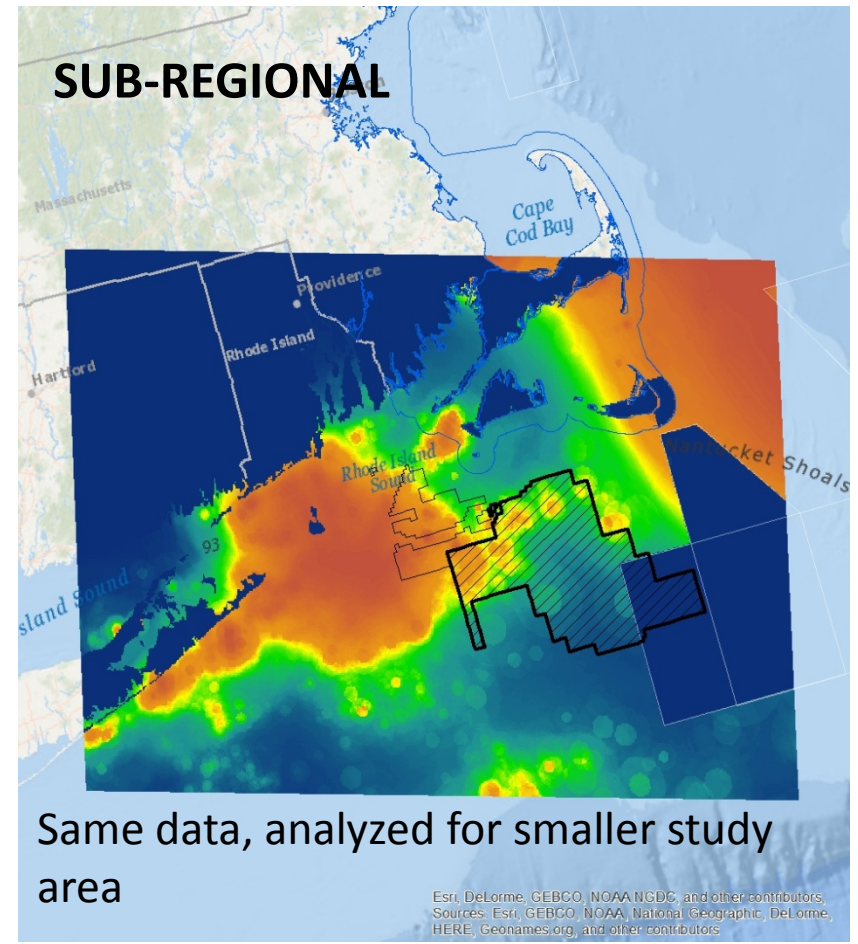 SUB-REGIONAL
Massachusetts
Cape
Cod Bay
Providence
Rhode Island
Hartford
Nantucket Shoals
Rhode Island
Sound
93
Island Sound
Same data, analyzed for smaller study
area
Esri, DeLorme, GEBCO, NOAA NGDC, and other contributors,
Sources: Esri, GEBCO, NOAA, National Geographic, DeLorme,
HERE, Geonames.org, and other contributors